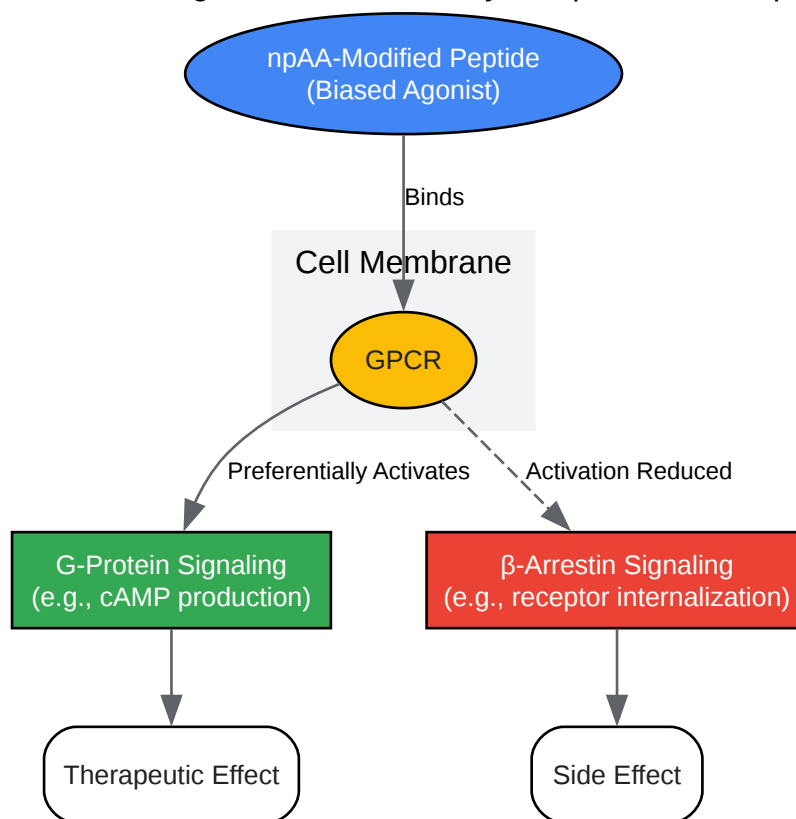 npAA-Modified Peptide
(Biased Agonist)
Binds
Cell Membrane
GPCR
Preferentially Activates
Activation Reduced
G-Protein Signaling
(e.g., cAMP production)
β-Arrestin Signaling
(e.g., receptor internalization)
Therapeutic Effect
Side Effect